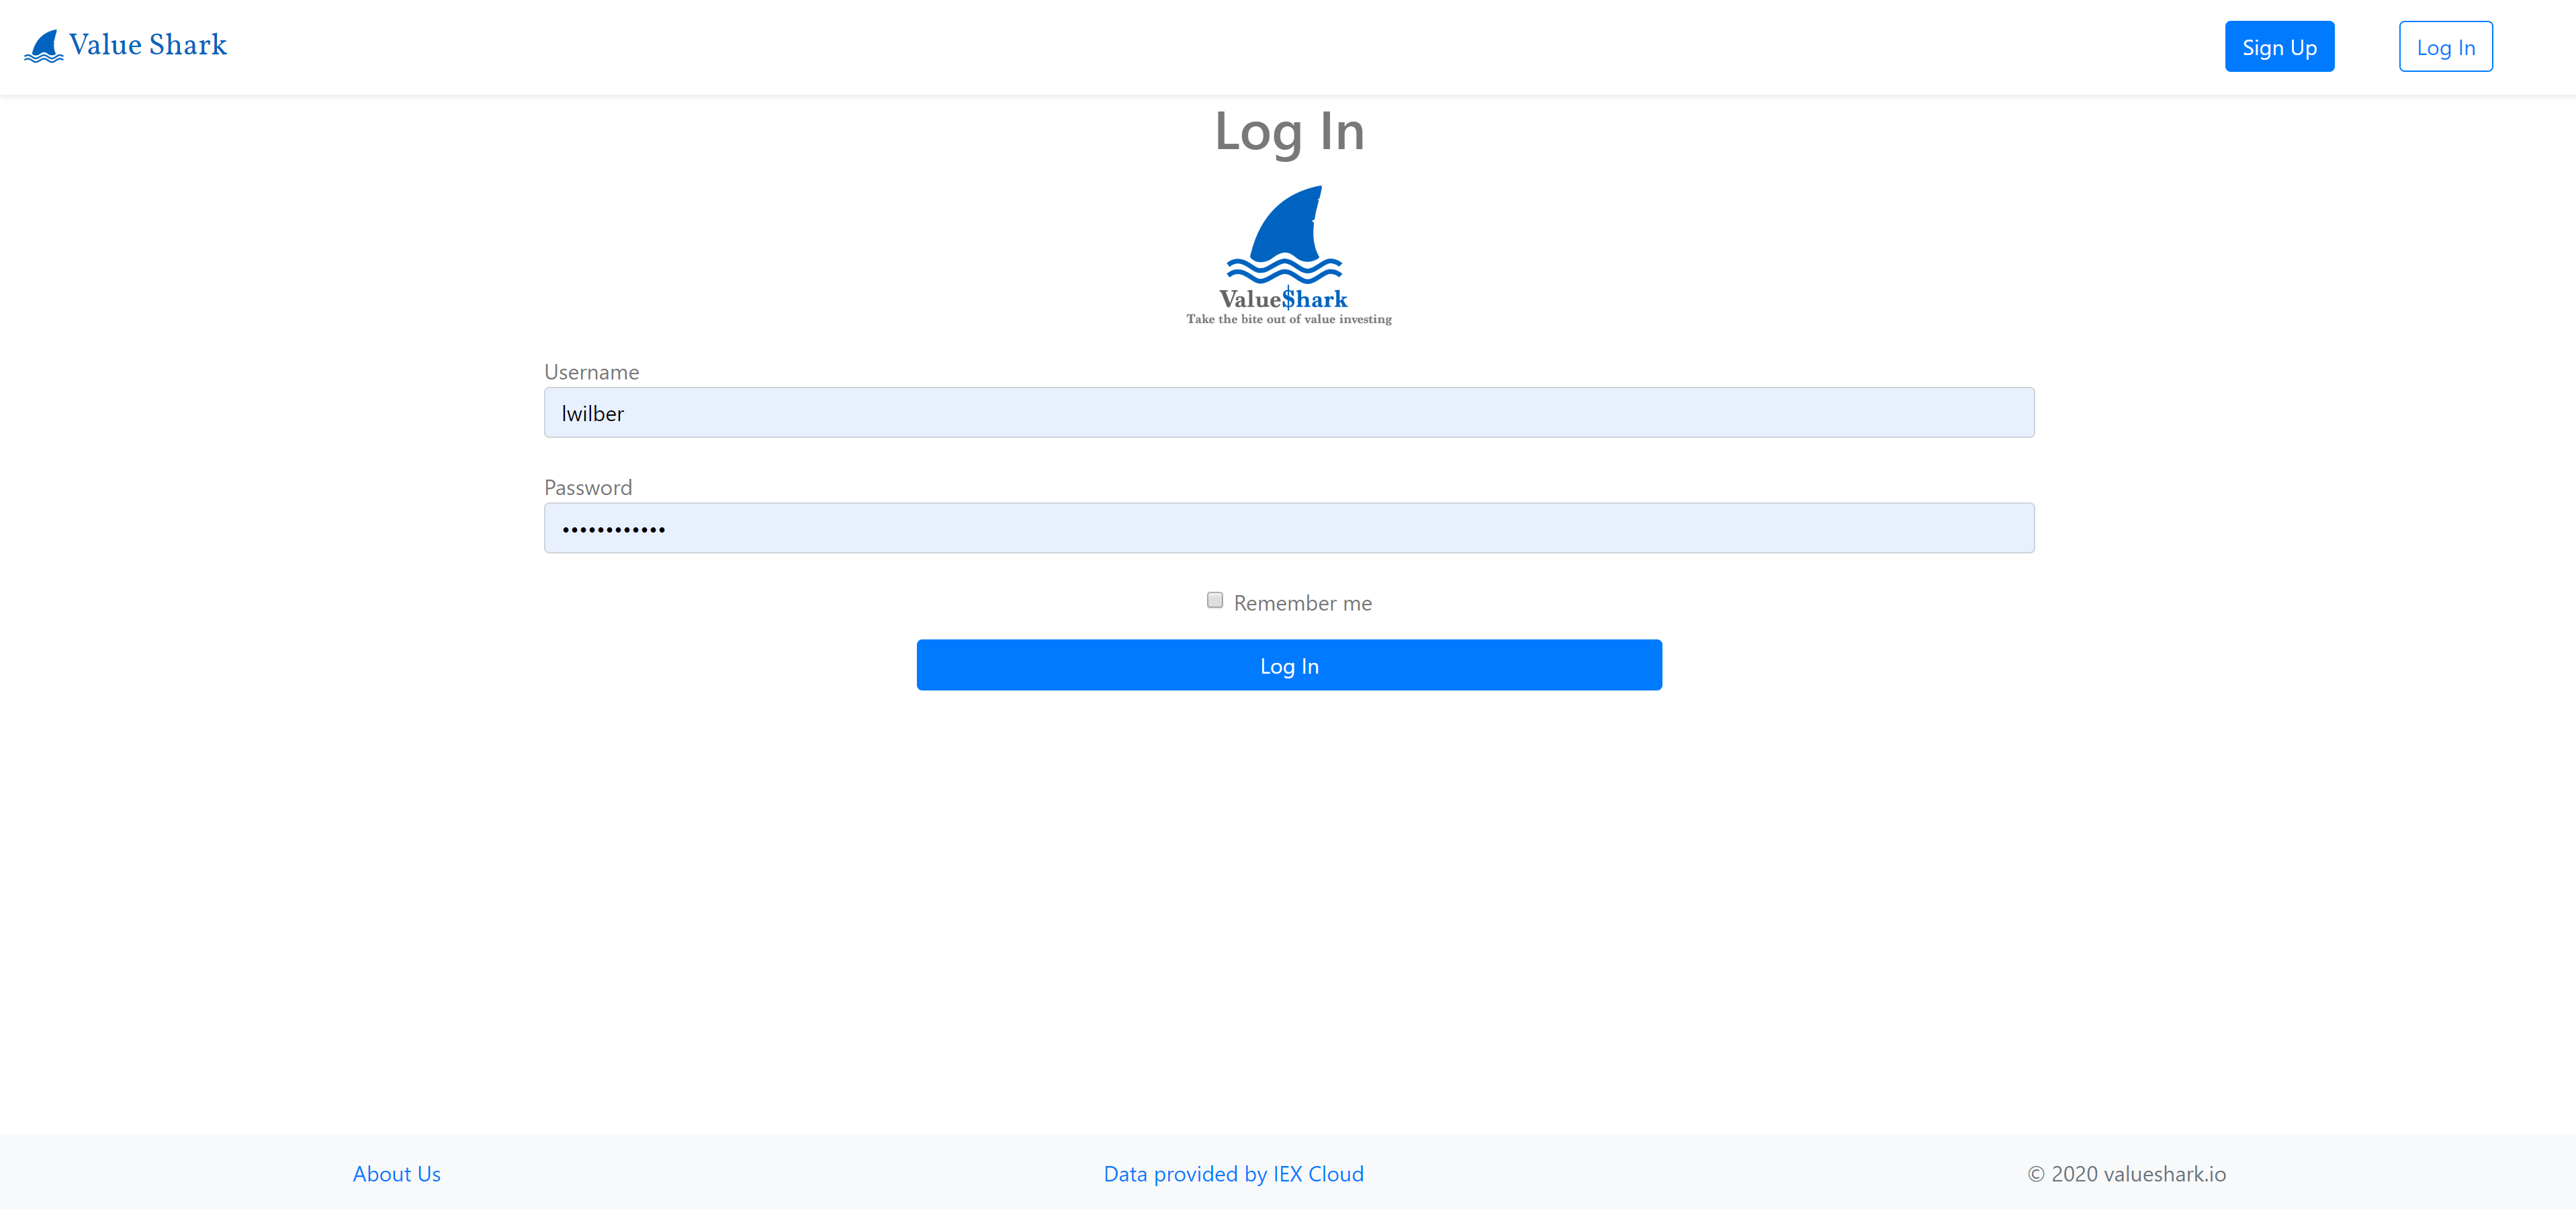 Value Shark
Sign Up
Log In
Log In
Value$hark
Take the bite out of value investing
Username
lwilber
Password
••••••••••••
Remember me
Log In
About Us
Data provided by IEX Cloud
© 2020 valueshark.io